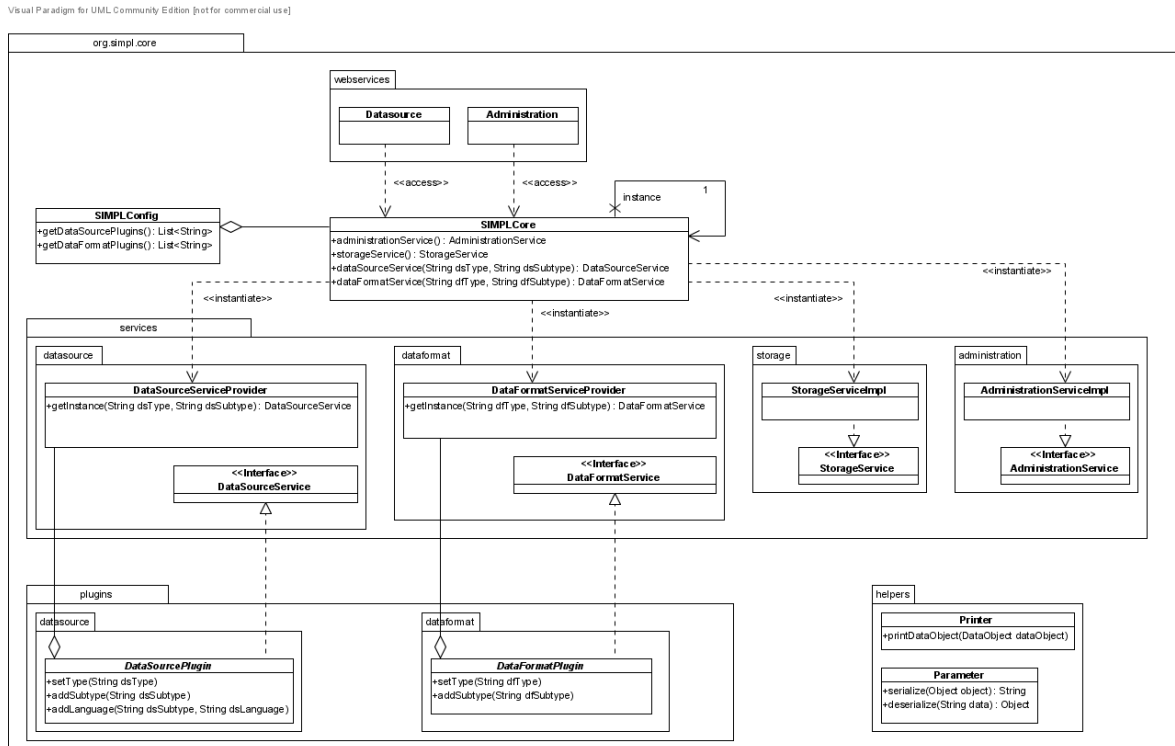 Visual Paradigm for UML Community Edition [not for commercial use]
org.simpl.core
webservices
Datasource
Administration
<<access>>
<<access>>
instance
1
SIMPLConfig
+getDataSourcePlugins() : List<String>
+getDataFormatPlugins() : List<String>
SIMPLCore
+administrationService() : AdministrationService
+storageService() : StorageService
+dataSourceService(String dsType, String dsSubtype) : DataSourceService
+dataFormatService(String dfType, String dfSubtype) : DataFormatService
<<instantiate>>
<<instantiate>>
<<instantiate>>
<<instantiate>>
services
datasource
DataSourceServiceProvider
+getInstance(String dsType, String dsSubtype) : DataSourceService
<<Interface>>
DataSourceService
dataformat
DataFormatServiceProvider
+getInstance(String dfType, String dfSubtype) : DataFormatService
<<Interface>>
DataFormatService
storage
StorageServiceImpl
<<Interface>>
StorageService
administration
AdministrationServiceImpl
<<Interface>>
AdministrationService
plugins
datasource
DataSourcePlugin
+setType(String dsType)
+addSubtype(String dsSubtype)
+addLanguage(String dsSubtype, String dsLanguage)
dataformat
DataFormatPlugin
+setType(String dfType)
+addSubtype(String dfSubtype)
helpers
Printer
+printDataObject(DataObject dataObject)
Parameter
+serialize(Object object) : String
+deserialize(String data) : Object